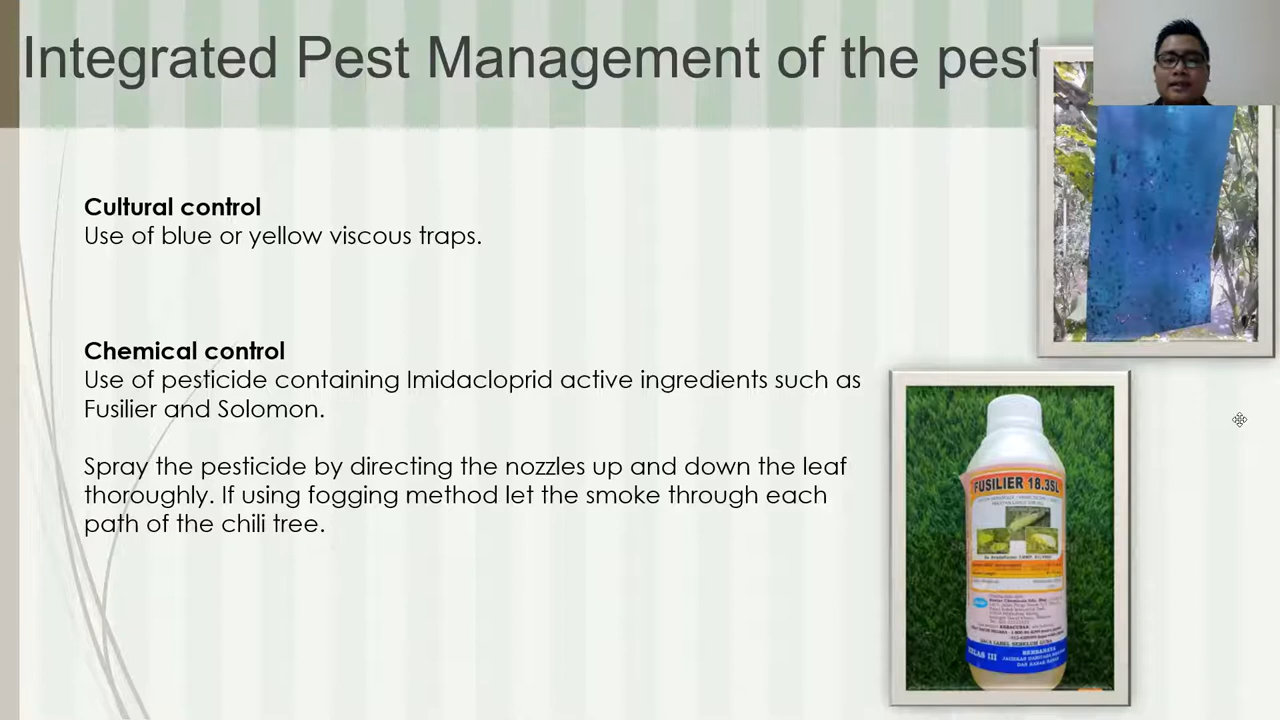 Integrated Pest Management of the pest
Cultural control
Use of blue or yellow viscous traps.
Chemical control
Use of pesticide containing Imidacloprid active ingredients such as
Fusilier and Solomon.
Spray the pesticide by directing the nozzles up and down the leaf
thoroughly. If using fogging method let the smoke through each
path of the chili tree.
FUSILIER 18.3SL
KELAS III
BERBAHAYA